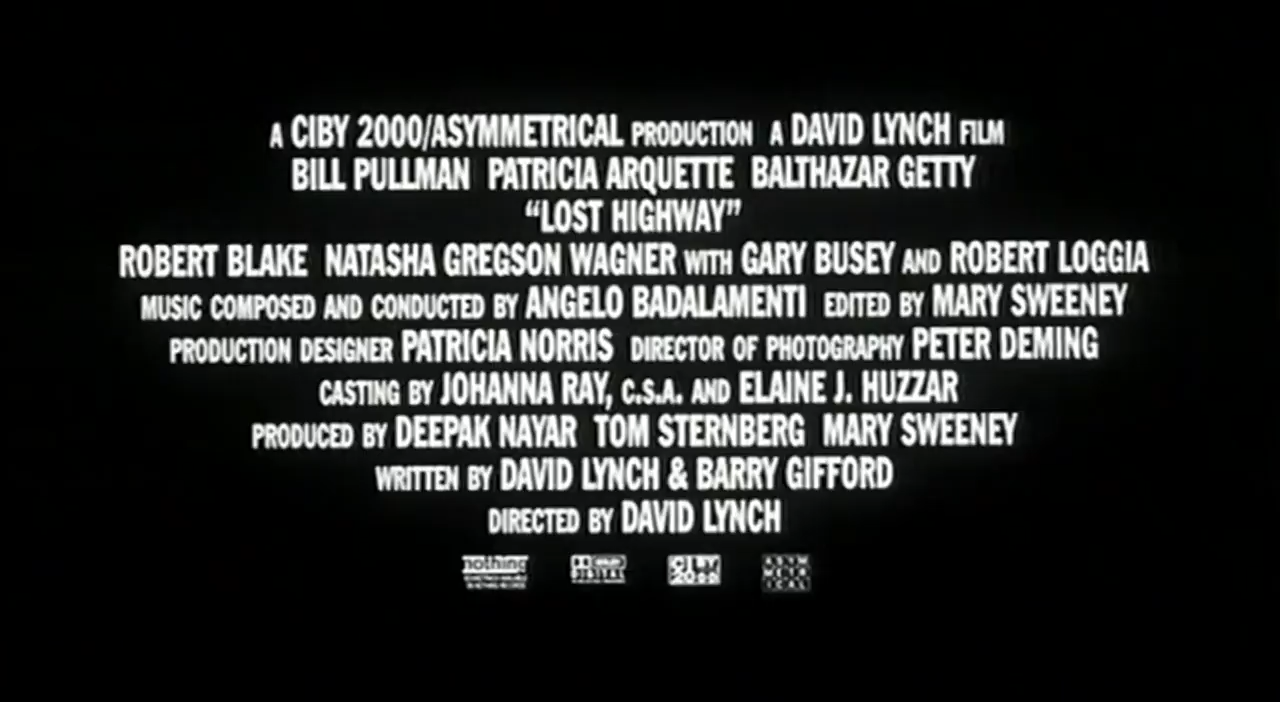 A CIBY 2000/ASYMMETRICAL PRODUCTION A DAVID LYNCH FILM
BILL PULLMAN PATRICIA ARQUETTE BALTHAZAR GETTY
“LOST HIGHWAY”
ROBERT BLAKE NATASHA GREGSON WAGNER WITH GARY BUSEY AND ROBERT LOGGIA
MUSIC COMPOSED AND CONDUCTED BY ANGELO BADALAMENTI EDITED BY MARY SWEENEY
PRODUCTION DESIGNER PATRICIA NORRIS DIRECTOR OF PHOTOGRAPHY PETER DEMING
CASTING BY JOHANNA RAY, C.S.A. AND ELAINE J. HUZZAR
PRODUCED BY DEEPAK NAYAR TOM STERNBERG MARY SWEENEY
WRITTEN BY DAVID LYNCH & BARRY GIFFORD
DIRECTED BY DAVID LYNCH
nothing DIGITAL CIBY 2000